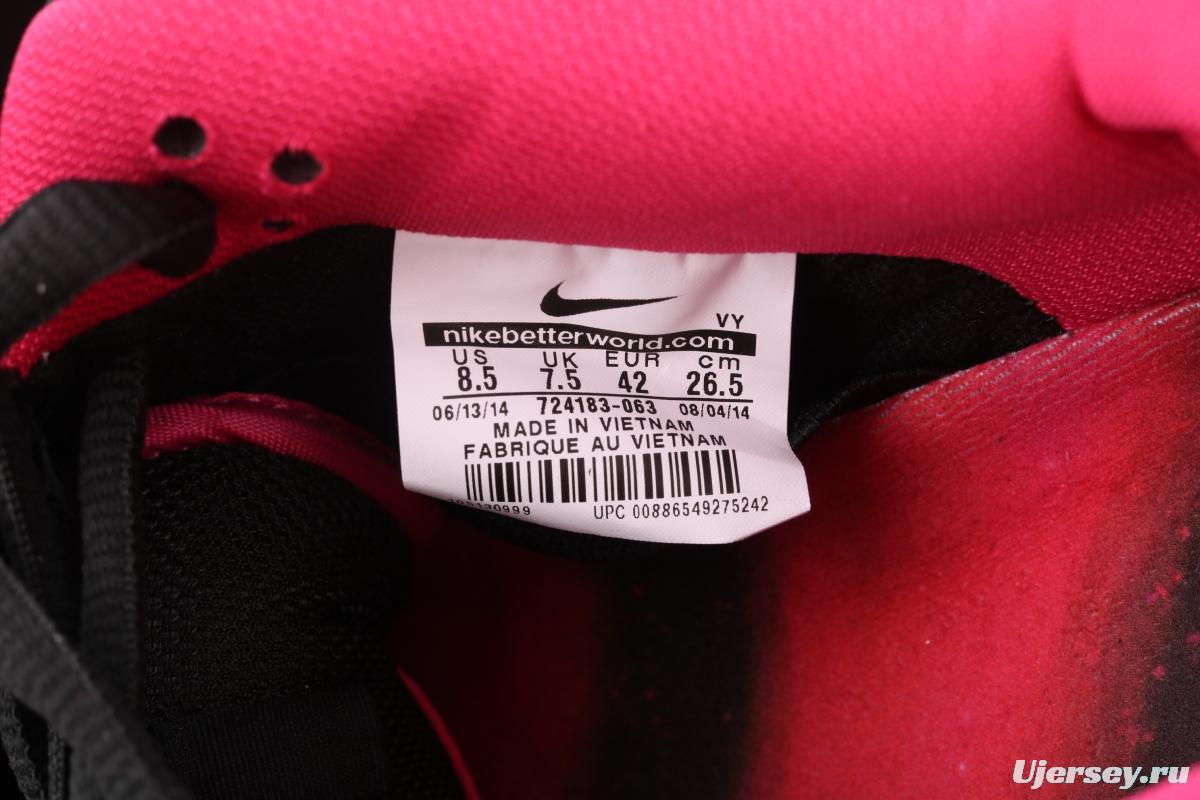 VY
nikebetterworld.com
US UK EUR cm
8.5 7.5 42 26.5
06/13/14 724183-063 08/04/14
MADE IN VIETNAM
FABRIQUE AU VIETNAM
UPC 00886549275242
Ujersey.ru